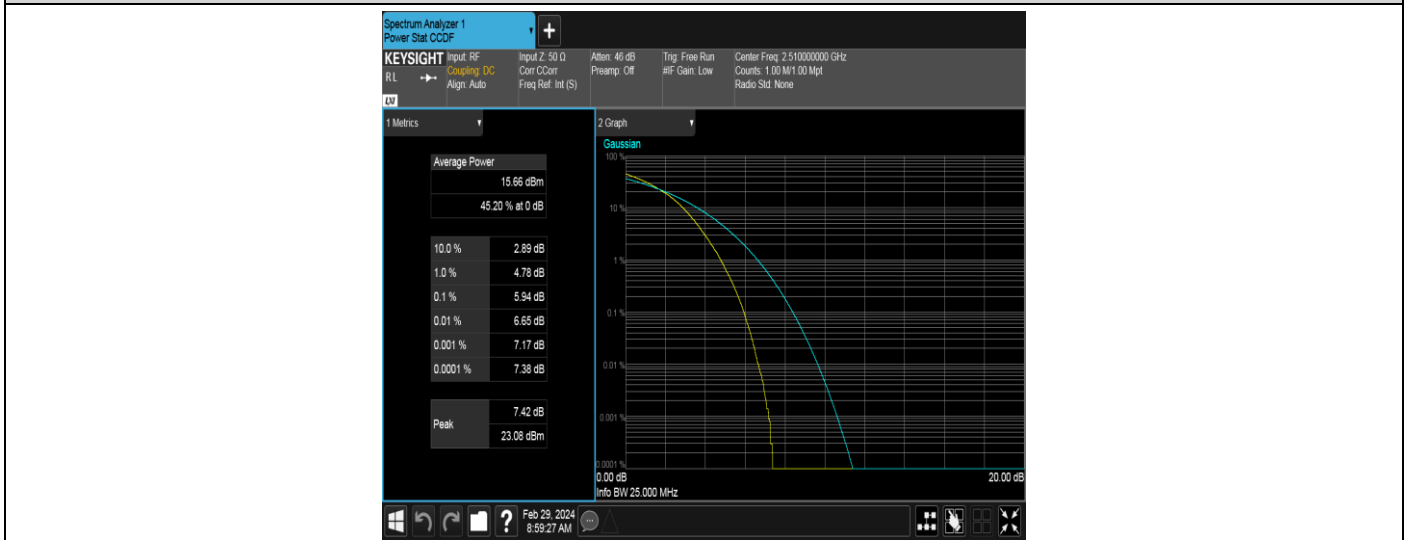 Spectrum Analyzer 1
Power Stat CCDF
+
KEYSIGHT
RL
LXI
Input: RF
Coupling: DC
Align: Auto
Input Z: 50 Ω
Corr CCorr
Freq Ref: Int (S)
Atten: 46 dB
Preamp: Off
Trig: Free Run
#IF Gain: Low
Center Freq: 2.510000000 GHz
Counts: 1.00 M/1.00 Mpt
Radio Std: None
1 Metrics
Average Power
15.66 dBm
45.20 % at 0 dB
10.0 % 2.89 dB
1.0 % 4.78 dB
0.1 % 5.94 dB
0.01 % 6.65 dB
0.001 % 7.17 dB
0.0001 % 7.38 dB
Peak
7.42 dB
23.08 dBm
2 Graph
Gaussian
100 %
10 %
1 %
0.1 %
0.01 %
0.001 %
0.0001 %
0.00 dB 20.00 dB
Info BW 25.000 MHz
?
Feb 29, 2024
8:59:27 AM